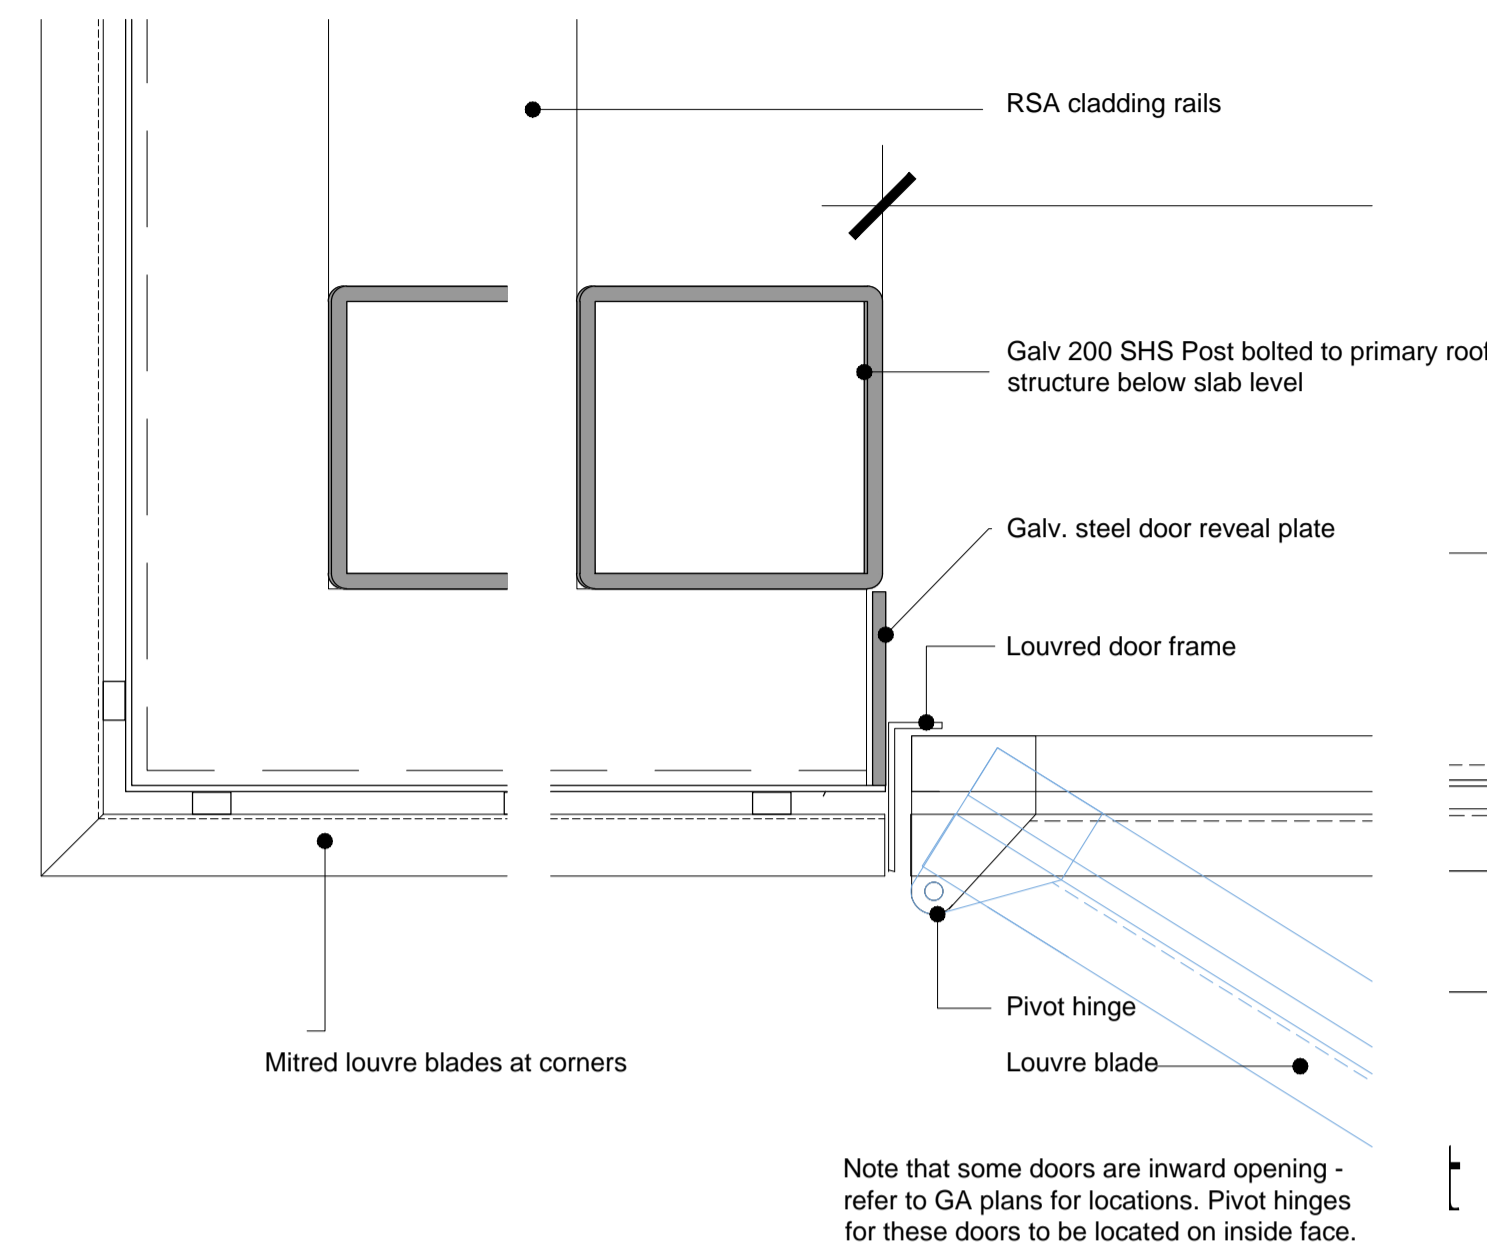 RSA cladding rails
Galv 200 SHS Post bolted to primary roof
structure below slab level
Galv. steel door reveal plate
Louvred door frame
Pivot hinge
Mitred louvre blades at corners
Louvre blade
Note that some doors are inward opening -
refer to GA plans for locations. Pivot hinges
for these doors to be located on inside face.